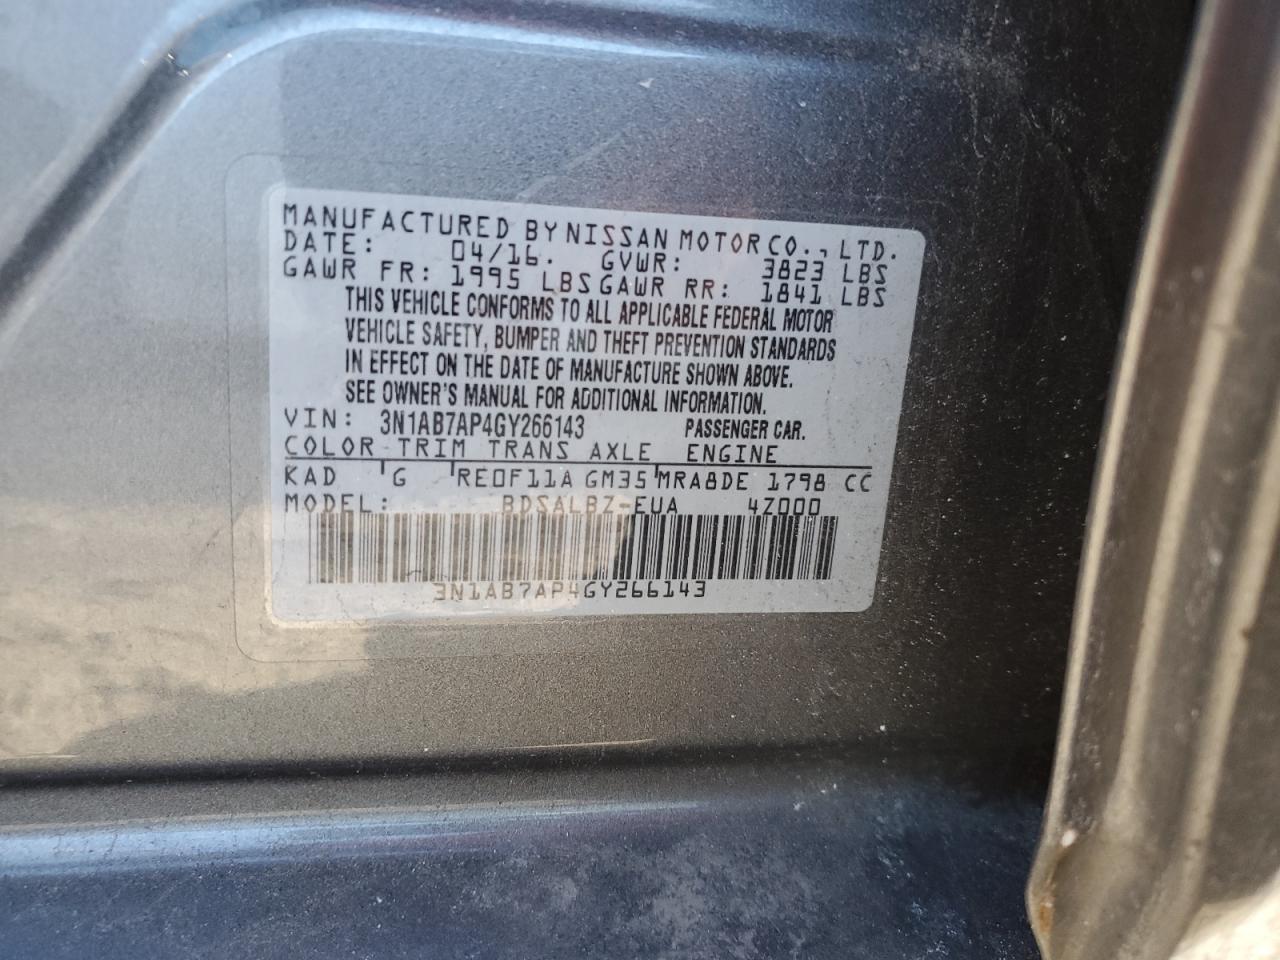 MANUFACTURED BY NISSAN MOTOR CO., LTD.
DATE: 04/16. GVWR: 3823 LBS
GAWR FR: 1995 LBS GAWR RR: 1841 LBS
THIS VEHICLE CONFORMS TO ALL APPLICABLE FEDERAL MOTOR
VEHICLE SAFETY, BUMPER AND THEFT PREVENTION STANDARDS
IN EFFECT ON THE DATE OF MANUFACTURE SHOWN ABOVE.
SEE OWNER'S MANUAL FOR ADDITIONAL INFORMATION.
VIN: 3N1AB7AP4GY266143 PASSENGER CAR.
COLOR TRIM TRANS AXLE ENGINE
KAD 'G 'RE0F11A GM35'MRA8DE 1798 CC
MODEL: BDSALBZ-EUA 4Z000
3N1AB7AP4GY266143